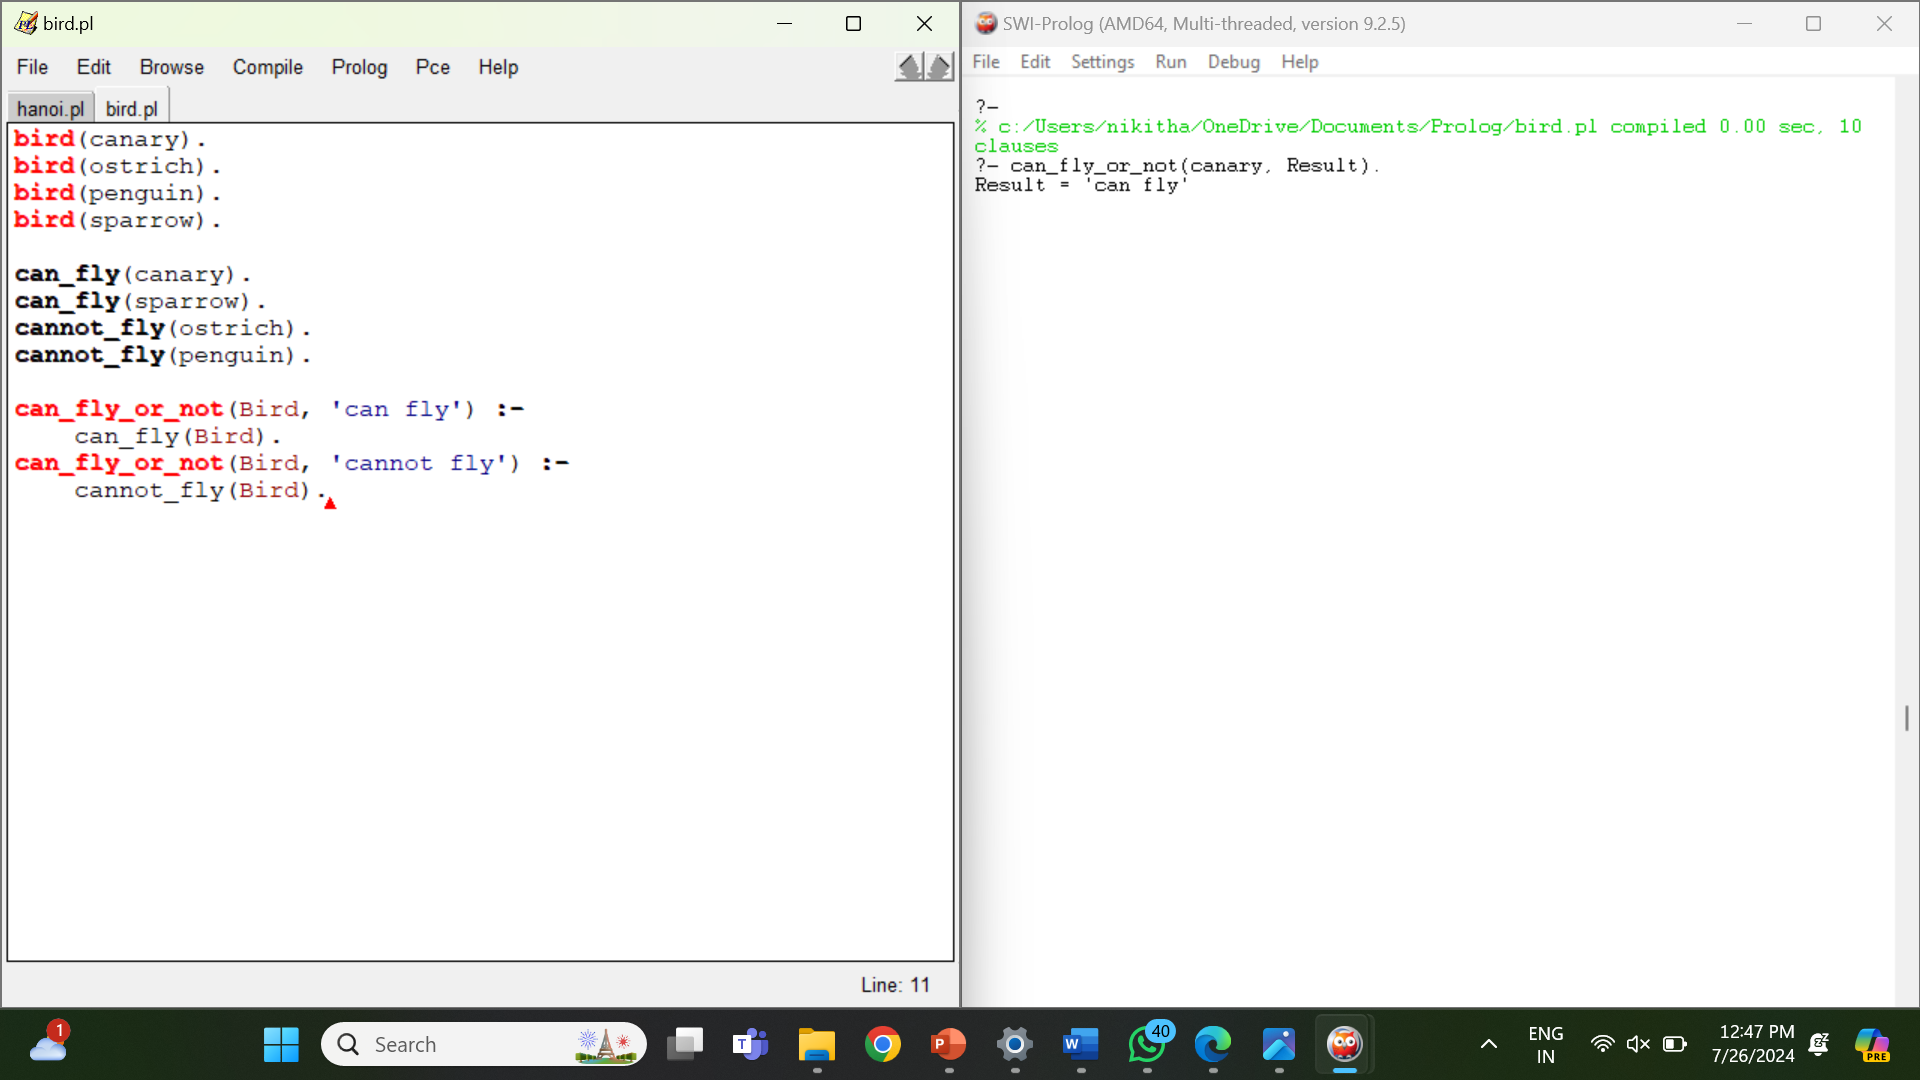 bird.pl
File Edit Browse Compile Prolog Pce Help
hanoi.pl bird.pl
bird(canary).
bird(ostrich).
bird(penguin).
bird(sparrow).
can_fly(canary).
can_fly(sparrow).
cannot_fly(ostrich).
cannot_fly(penguin).
can_fly_or_not(Bird, 'can fly') :-
can_fly(Bird).
can_fly_or_not(Bird, 'cannot fly') :-
cannot_fly(Bird).
Line: 11
SWI-Prolog (AMD64, Multi-threaded, version 9.2.5)
File Edit Settings Run Debug Help
?-
% c:/Users/nikitha/OneDrive/Documents/Prolog/bird.pl compiled 0.00 sec, 10
clauses
?- can_fly_or_not(canary, Result).
Result = 'can fly'
1
Search
T
P
W
40
ENG
IN
12:47 PM
7/26/2024
PRE